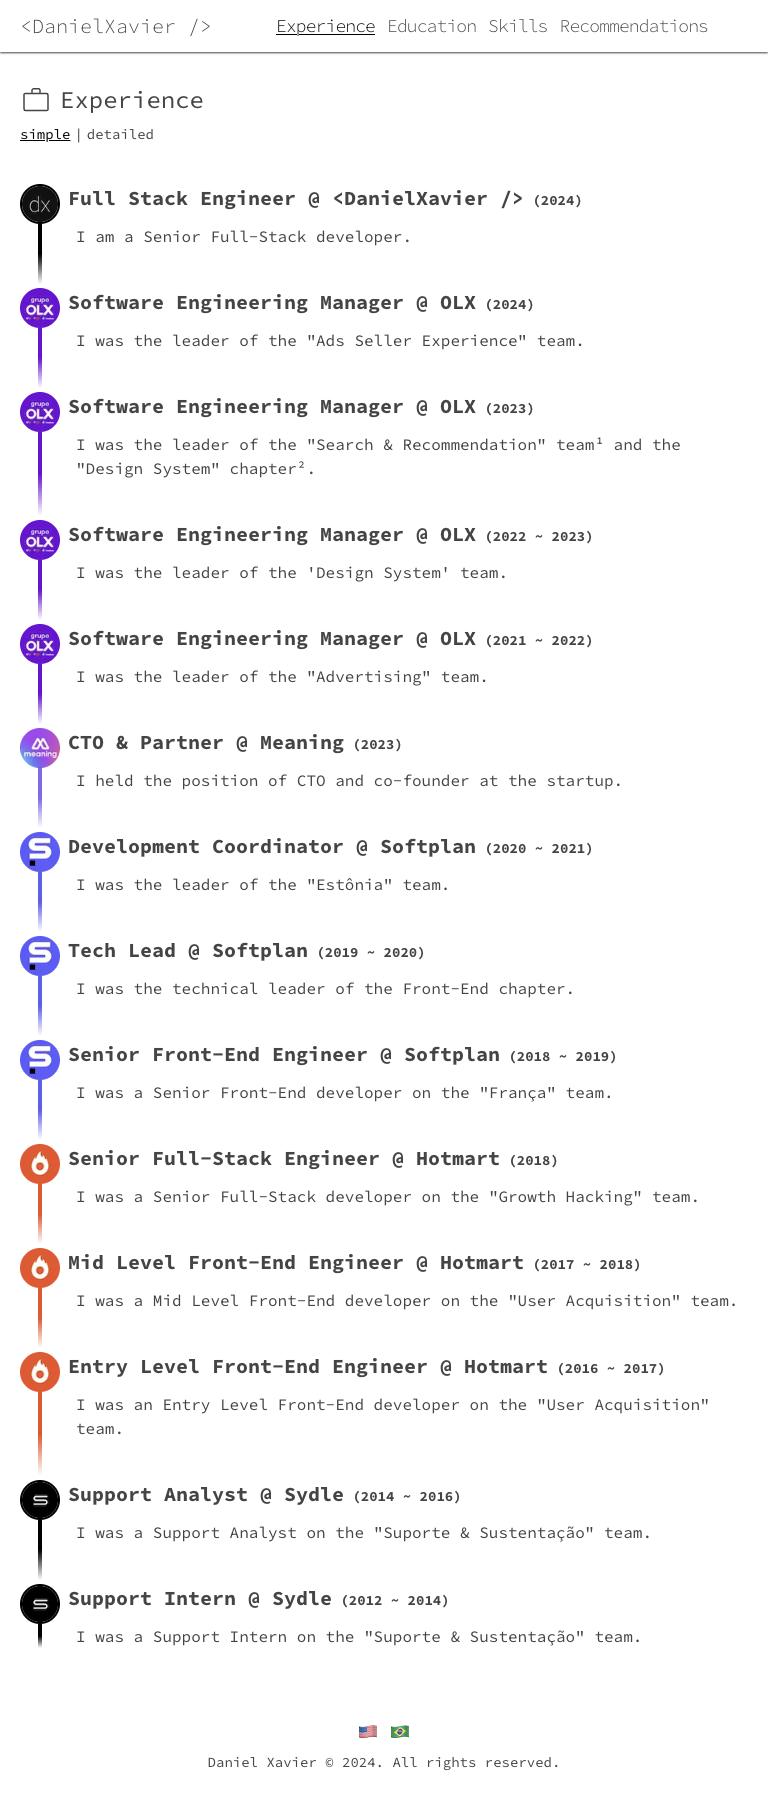 <DanielXavier />
Experience Education Skills Recommendations
Experience
simple | detailed
dx
Full Stack Engineer @ <DanielXavier /> (2024)
I am a Senior Full-Stack developer.
grupo
OLX
Software Engineering Manager @ OLX (2024)
I was the leader of the "Ads Seller Experience" team.
grupo
OLX
Software Engineering Manager @ OLX (2023)
I was the leader of the "Search & Recommendation" team¹ and the
"Design System" chapter².
grupo
OLX
Software Engineering Manager @ OLX (2022 ~ 2023)
I was the leader of the 'Design System' team.
grupo
OLX
Software Engineering Manager @ OLX (2021 ~ 2022)
I was the leader of the "Advertising" team.
meaning
CTO & Partner @ Meaning (2023)
I held the position of CTO and co-founder at the startup.
Development Coordinator @ Softplan (2020 ~ 2021)
I was the leader of the "Estônia" team.
Tech Lead @ Softplan (2019 ~ 2020)
I was the technical leader of the Front-End chapter.
Senior Front-End Engineer @ Softplan (2018 ~ 2019)
I was a Senior Front-End developer on the "França" team.
Senior Full-Stack Engineer @ Hotmart (2018)
I was a Senior Full-Stack developer on the "Growth Hacking" team.
Mid Level Front-End Engineer @ Hotmart (2017 ~ 2018)
I was a Mid Level Front-End developer on the "User Acquisition" team.
Entry Level Front-End Engineer @ Hotmart (2016 ~ 2017)
I was an Entry Level Front-End developer on the "User Acquisition"
team.
Support Analyst @ Sydle (2014 ~ 2016)
I was a Support Analyst on the "Suporte & Sustentação" team.
Support Intern @ Sydle (2012 ~ 2014)
I was a Support Intern on the "Suporte & Sustentação" team.
Daniel Xavier © 2024. All rights reserved.